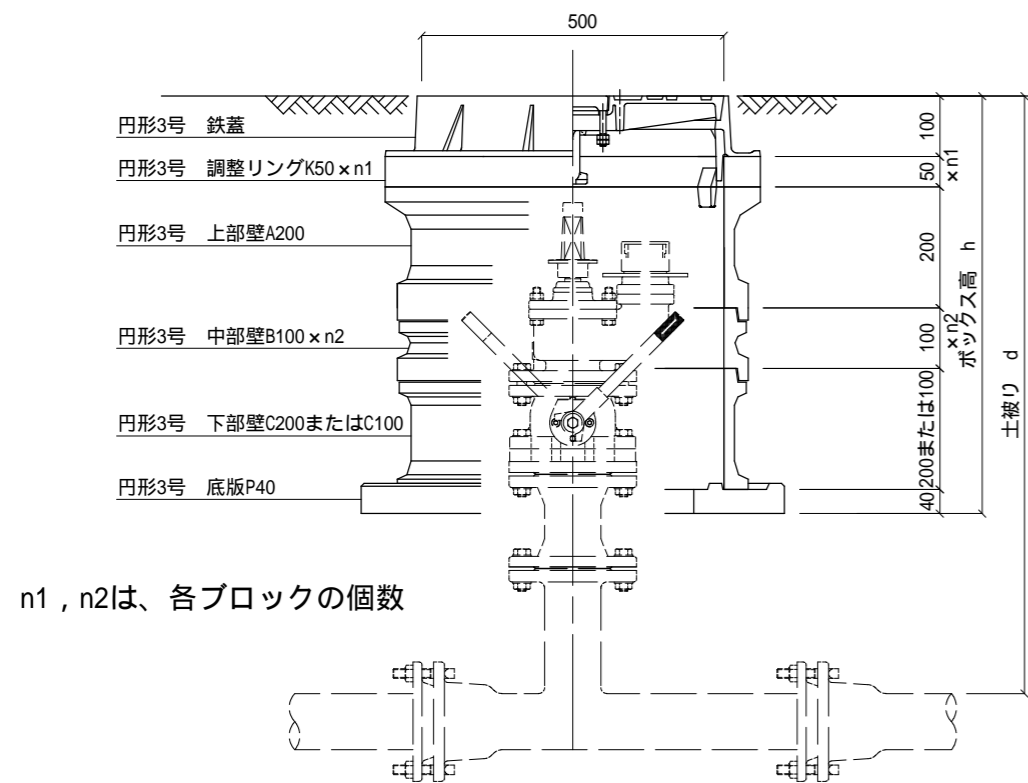 500
円形3号 鉄蓋
円形3号 調整リングK50×n1
円形3号 上部壁A200
円形3号 中部壁B100×n2
円形3号 下部壁C200またはC100
円形3号 底版P40
100
50
×n1
200
100
×n2
200または100
40
ボックス高 h
土被り d
n1,n2は、各ブロックの個数